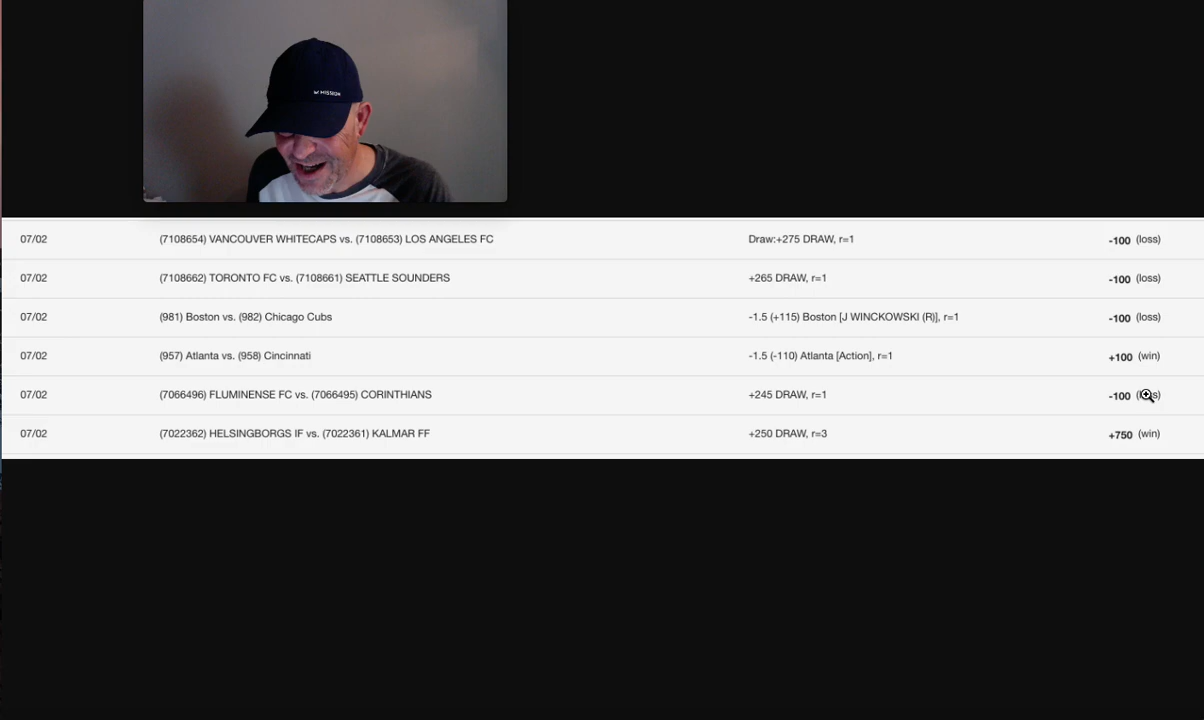 MISSION
07/02 (7108654) VANCOUVER WHITECAPS vs. (7108653) LOS ANGELES FC Draw:+275 DRAW, r=1 -100 (loss)
07/02 (7108662) TORONTO FC vs. (7108661) SEATTLE SOUNDERS +265 DRAW, r=1 -100 (loss)
07/02 (981) Boston vs. (982) Chicago Cubs -1.5 (+115) Boston [J WINCKOWSKI (R)], r=1 -100 (loss)
07/02 (957) Atlanta vs. (958) Cincinnati -1.5 (-110) Atlanta [Action], r=1 +100 (win)
07/02 (7066496) FLUMINENSE FC vs. (7066495) CORINTHIANS +245 DRAW, r=1 -100
07/02 (7022362) HELSINGBORGS IF vs. (7022361) KALMAR FF +250 DRAW, r=3 +750 (win)